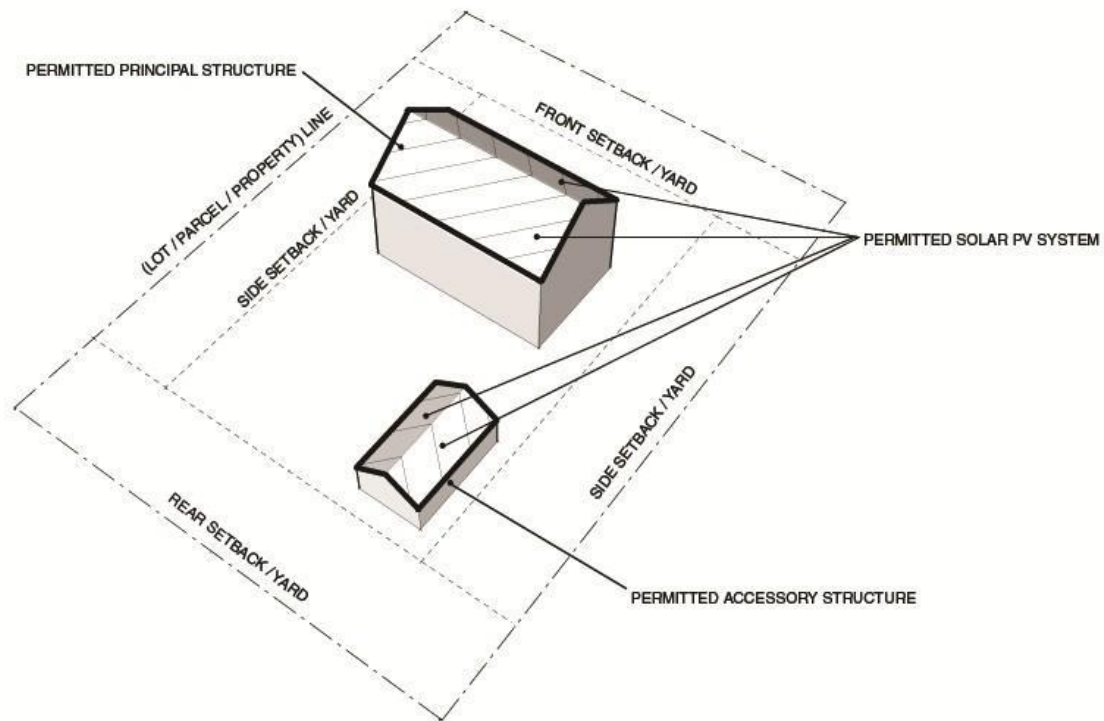 PERMITTED PRINCIPAL STRUCTURE
(LOT / PARCEL / PROPERTY) LINE
FRONT SETBACK / YARD
SIDE SETBACK / YARD
PERMITTED SOLAR PV SYSTEM
SIDE SETBACK / YARD
REAR SETBACK / YARD
PERMITTED ACCESSORY STRUCTURE